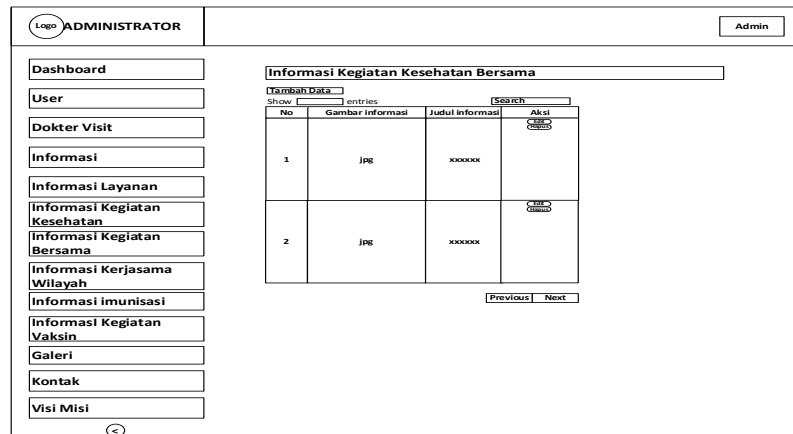 Logo ADMINISTRATOR
Admin
Dashboard
User
Dokter Visit
Informasi
Informasi Layanan
Informasi Kegiatan
Kesehatan
Informasi Kegiatan
Bersama
Informasi Kerjasama
Wilayah
Informasi imunisasi
InformasI Kegiatan
Vaksin
Galeri
Kontak
Visi Misi
<
Informasi Kegiatan Kesehatan Bersama
Tambah Data
Show entries
Search
No Gambar informasi Judul informasi Aksi
Edit
Hapus
1 jpg xxxxxx
Edit
Hapus
2 jpg xxxxxx
Previous Next